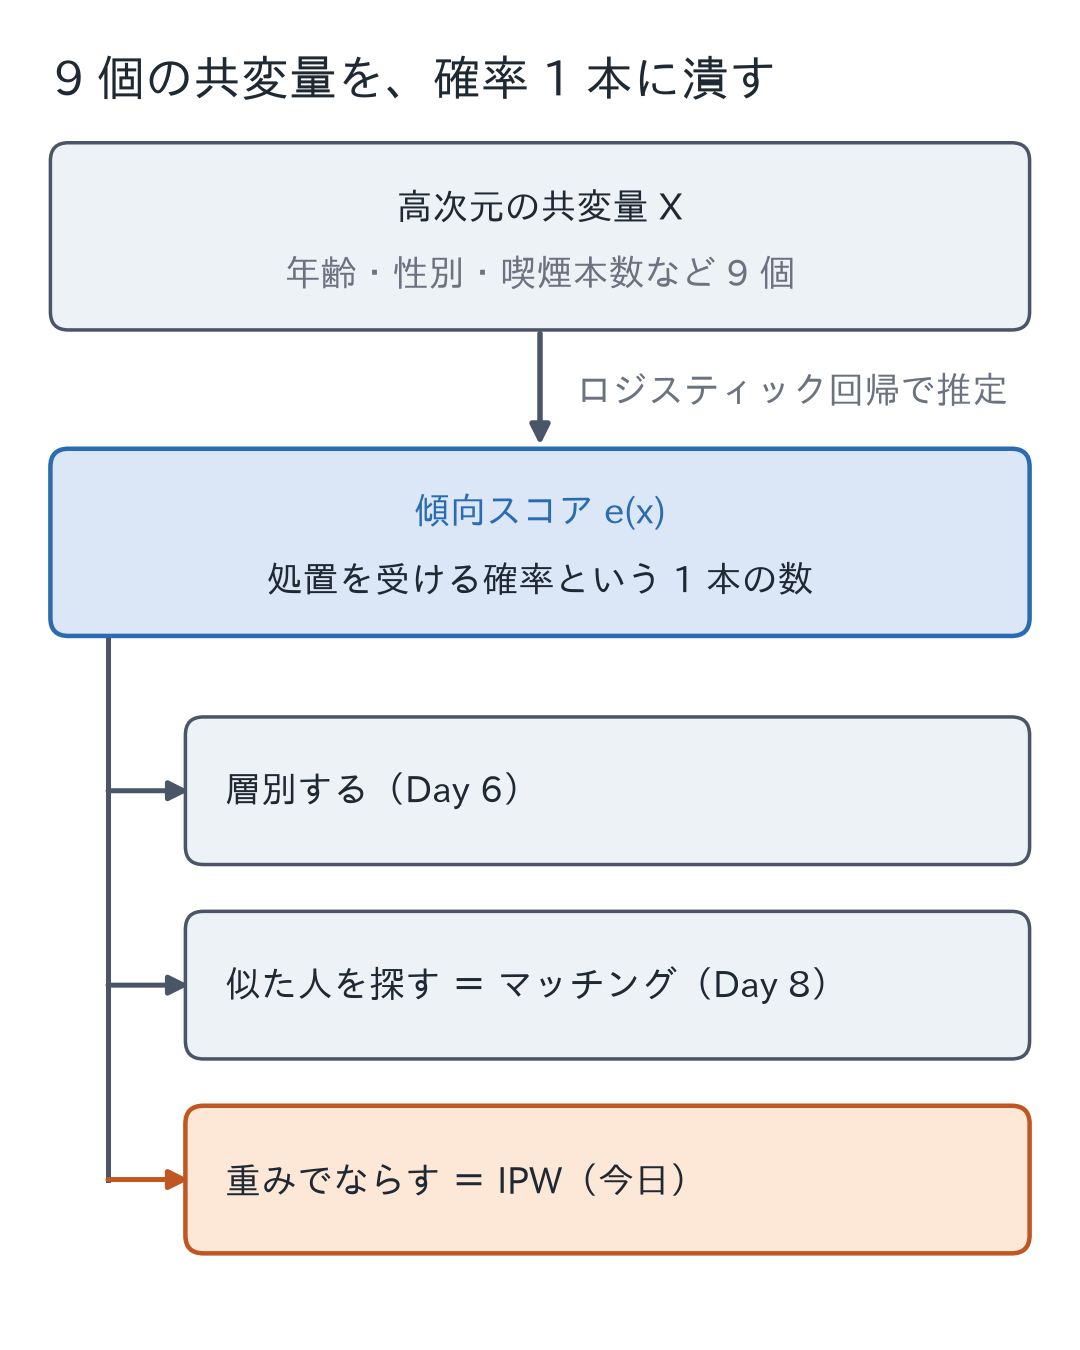 9 個の共変量を、確率 1 本に潰す
高次元の共変量 X
年齢・性別・喫煙本数など 9 個
ロジスティック回帰で推定
傾向スコア e(x)
処置を受ける確率という 1 本の数
層別する（Day 6）
似た人を探す = マッチング（Day 8）
重みでならす = IPW（今日）